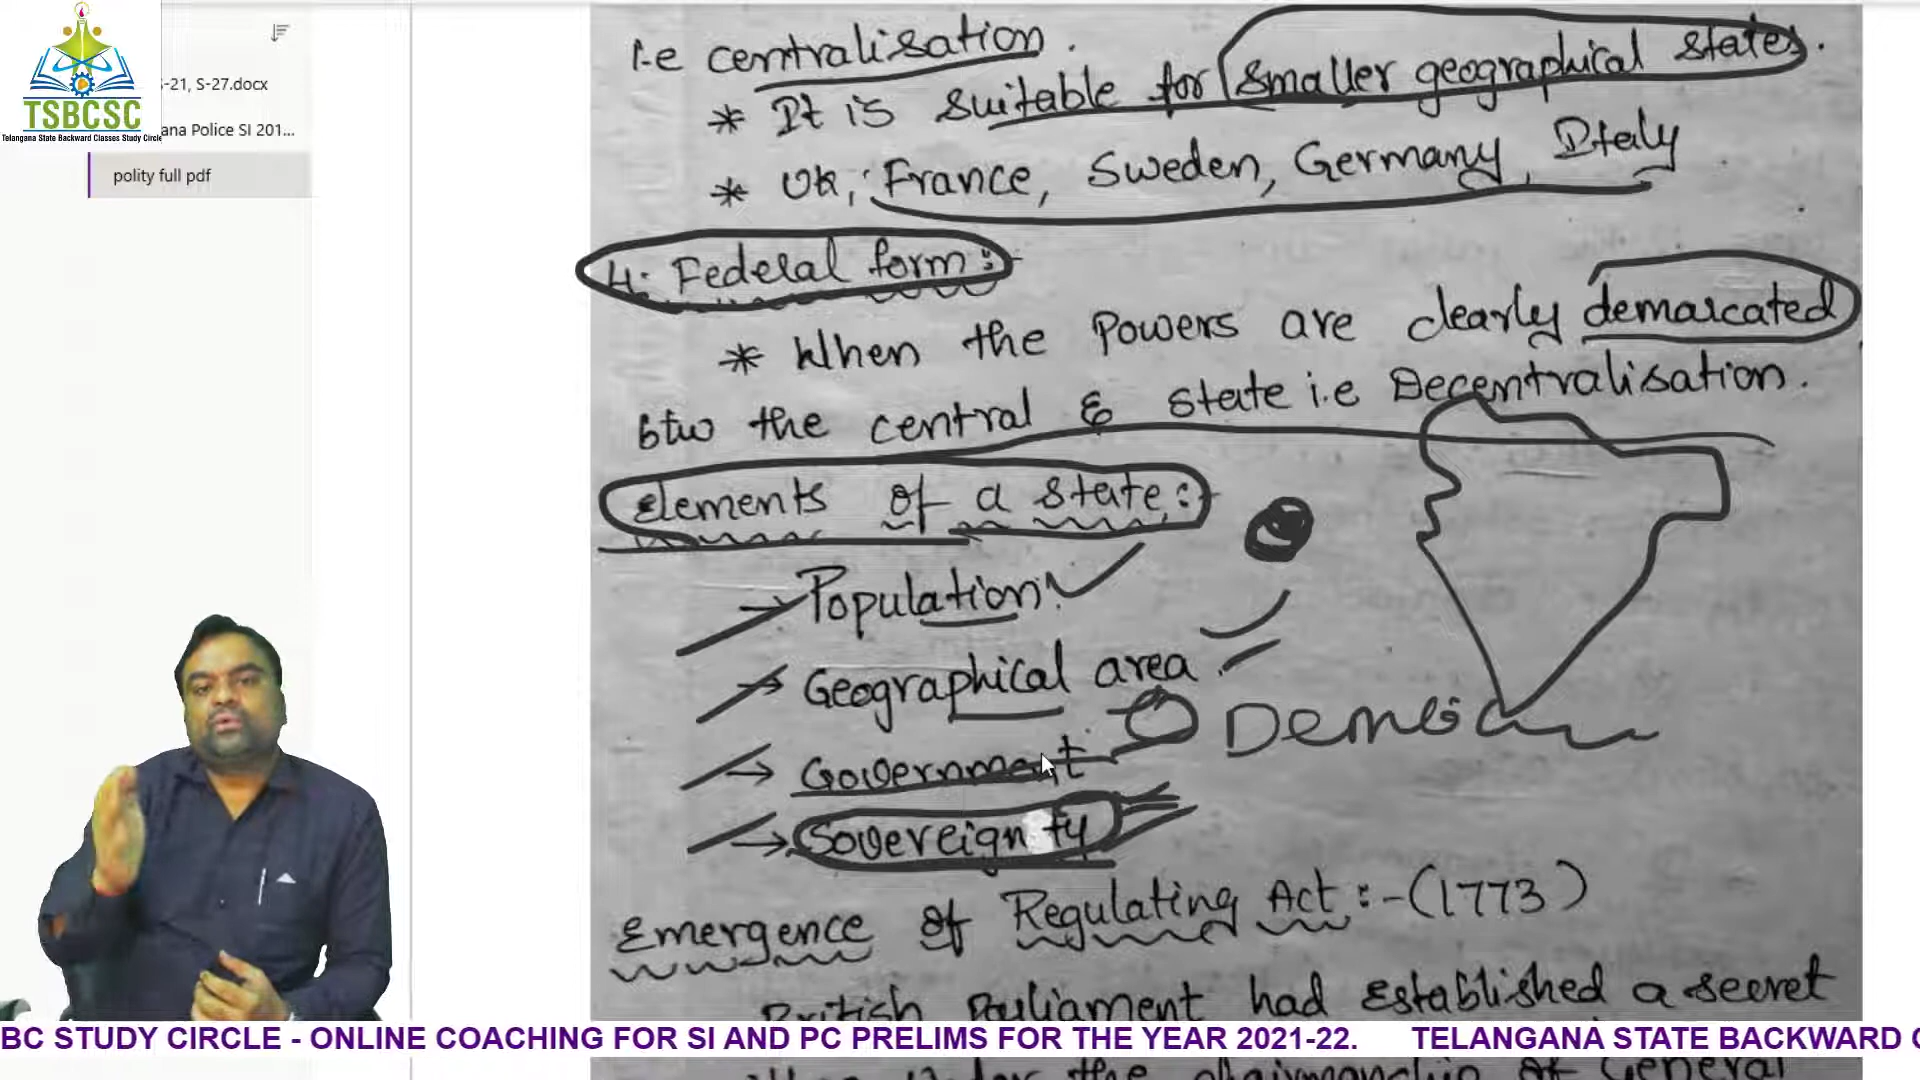 TSBCSC
Telangana State Backward Classes Study Circle
-21, S-27.docx
ana Police SI 201...
polity full pdf
i.e centralisation.
* It is suitable for smaller geographical states.
* UK, France, Sweden, Germany, Italy
4. Federal form:-
* When the powers are clearly demarcated
btw the central & state i.e Decentralisation.
elements of a state:-
→ Population
→ Geographical area
→ Government
→ Sovereignty
Emergence of Regulating Act:-(1773)
British Parliament had established a secret
the chairmanship of General
BC STUDY CIRCLE - ONLINE COACHING FOR SI AND PC PRELIMS FOR THE YEAR 2021-22. TELANGANA STATE BACKWARD